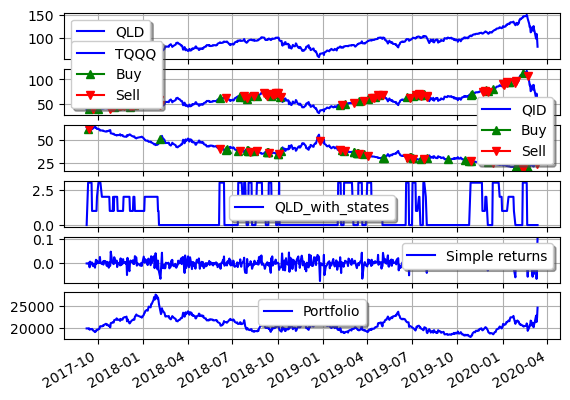 150
100
QLD
TQQQ
Buy
Sell
100
50
QID
Buy
Sell
50
25
2.5
0.0
QLD_with_states
0.1
0.0
Simple returns
25000
20000
Portfolio
2017-10
2018-01
2018-04
2018-07
2018-10
2019-01
2019-04
2019-07
2019-10
2020-01
2020-04